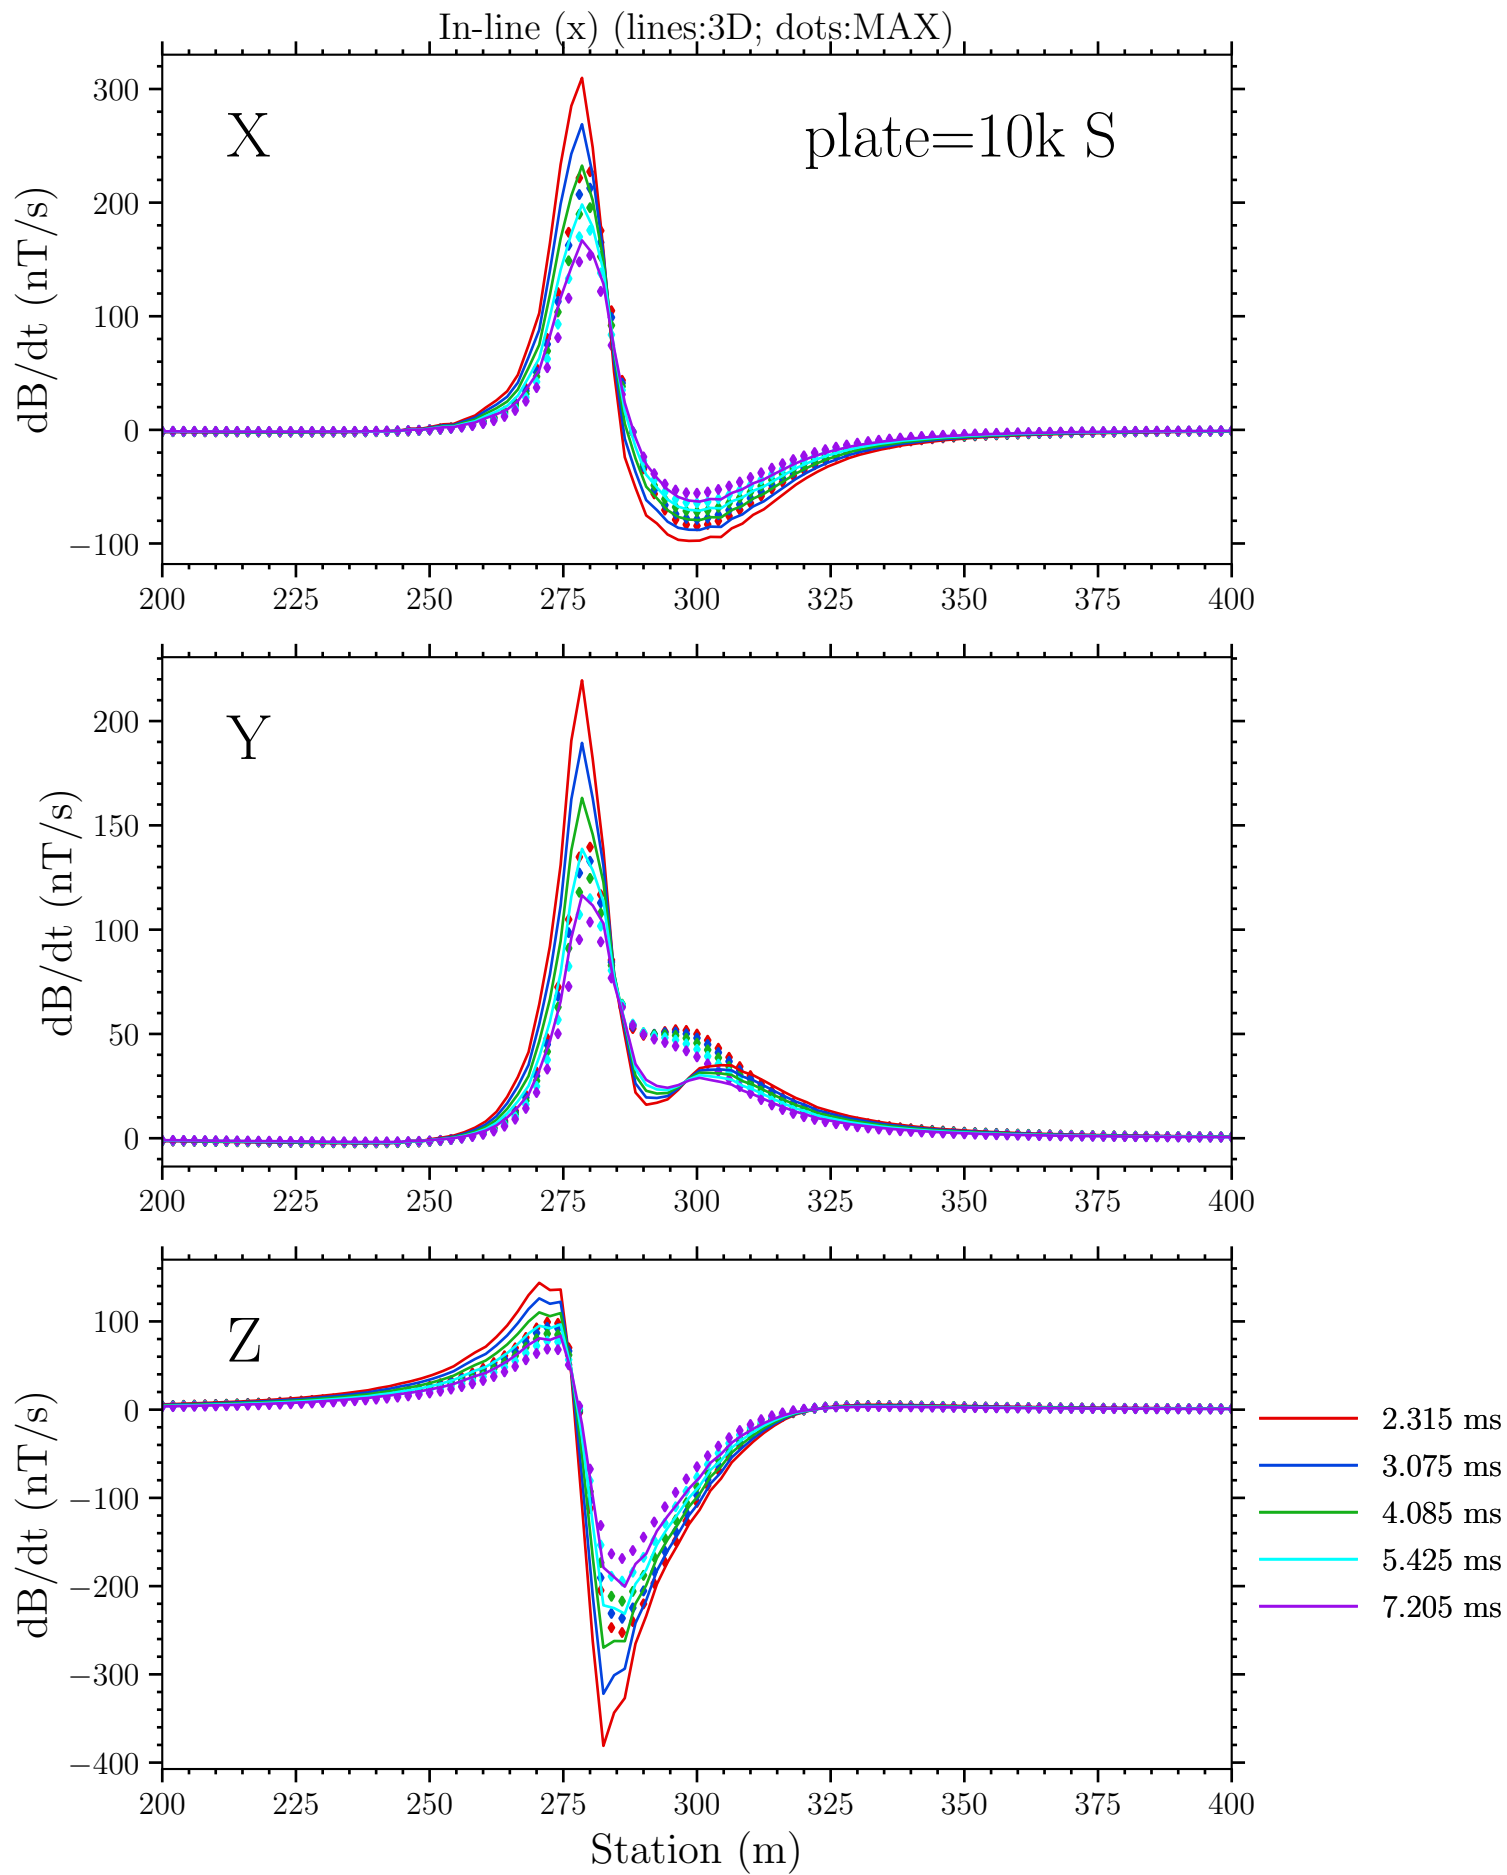 In-line (x) (lines:3D; dots:MAX)
X
plate=10k S
dB/dt (nT/s)
300
200
100
0
−100
200 225 250 275 300 325 350 375 400
Y
dB/dt (nT/s)
200
150
100
50
0
200 225 250 275 300 325 350 375 400
Z
dB/dt (nT/s)
100
0
−100
−200
−300
−400
200 225 250 275 300 325 350 375 400
Station (m)
2.315 ms
3.075 ms
4.085 ms
5.425 ms
7.205 ms